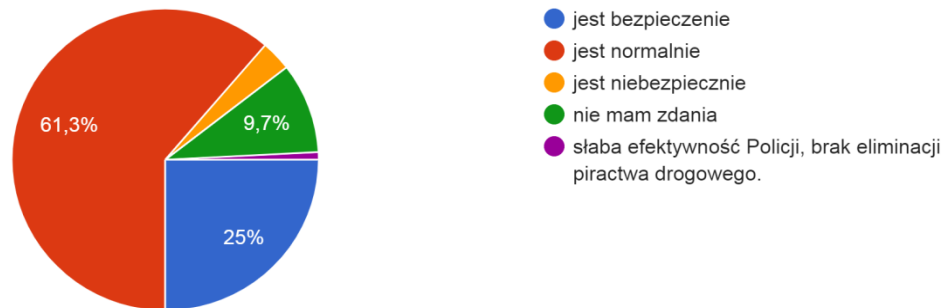 61,3%
9,7%
25%
jest bezpieczenie
jest normalnie
jest niebezpiecznie
nie mam zdania
słaba efektywność Policji, brak eliminacji
piractwa drogowego.